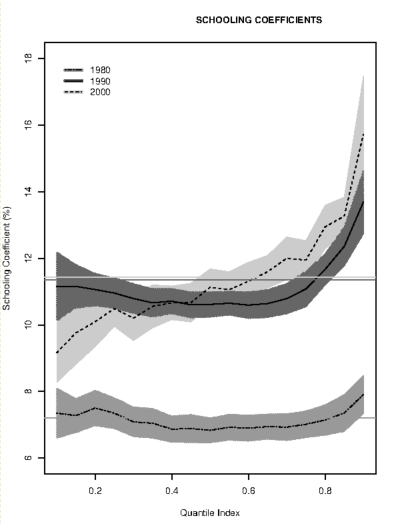 SCHOOLING COEFFICIENTS
1980
1990
2000
Schooling Coefficient (%)
18
16
14
12
10
8
6
0.2 0.4 0.6 0.8
Quantile Index